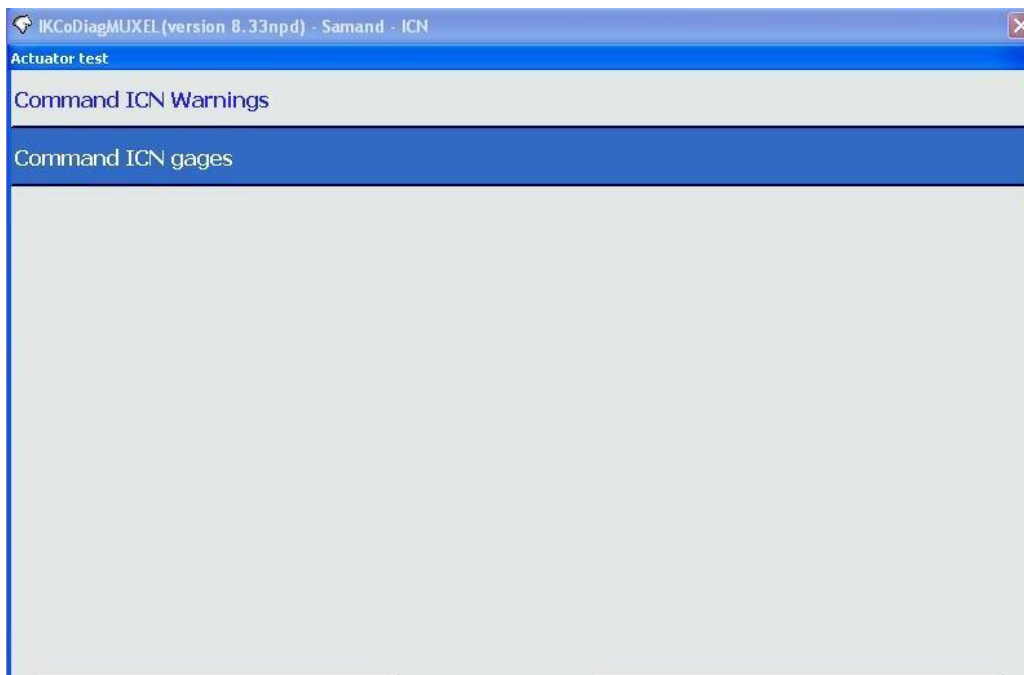 IKCoDiagMUXEL(version 8.33npd) - Samand - ICN
Actuator test
Command ICN Warnings
Command ICN gages